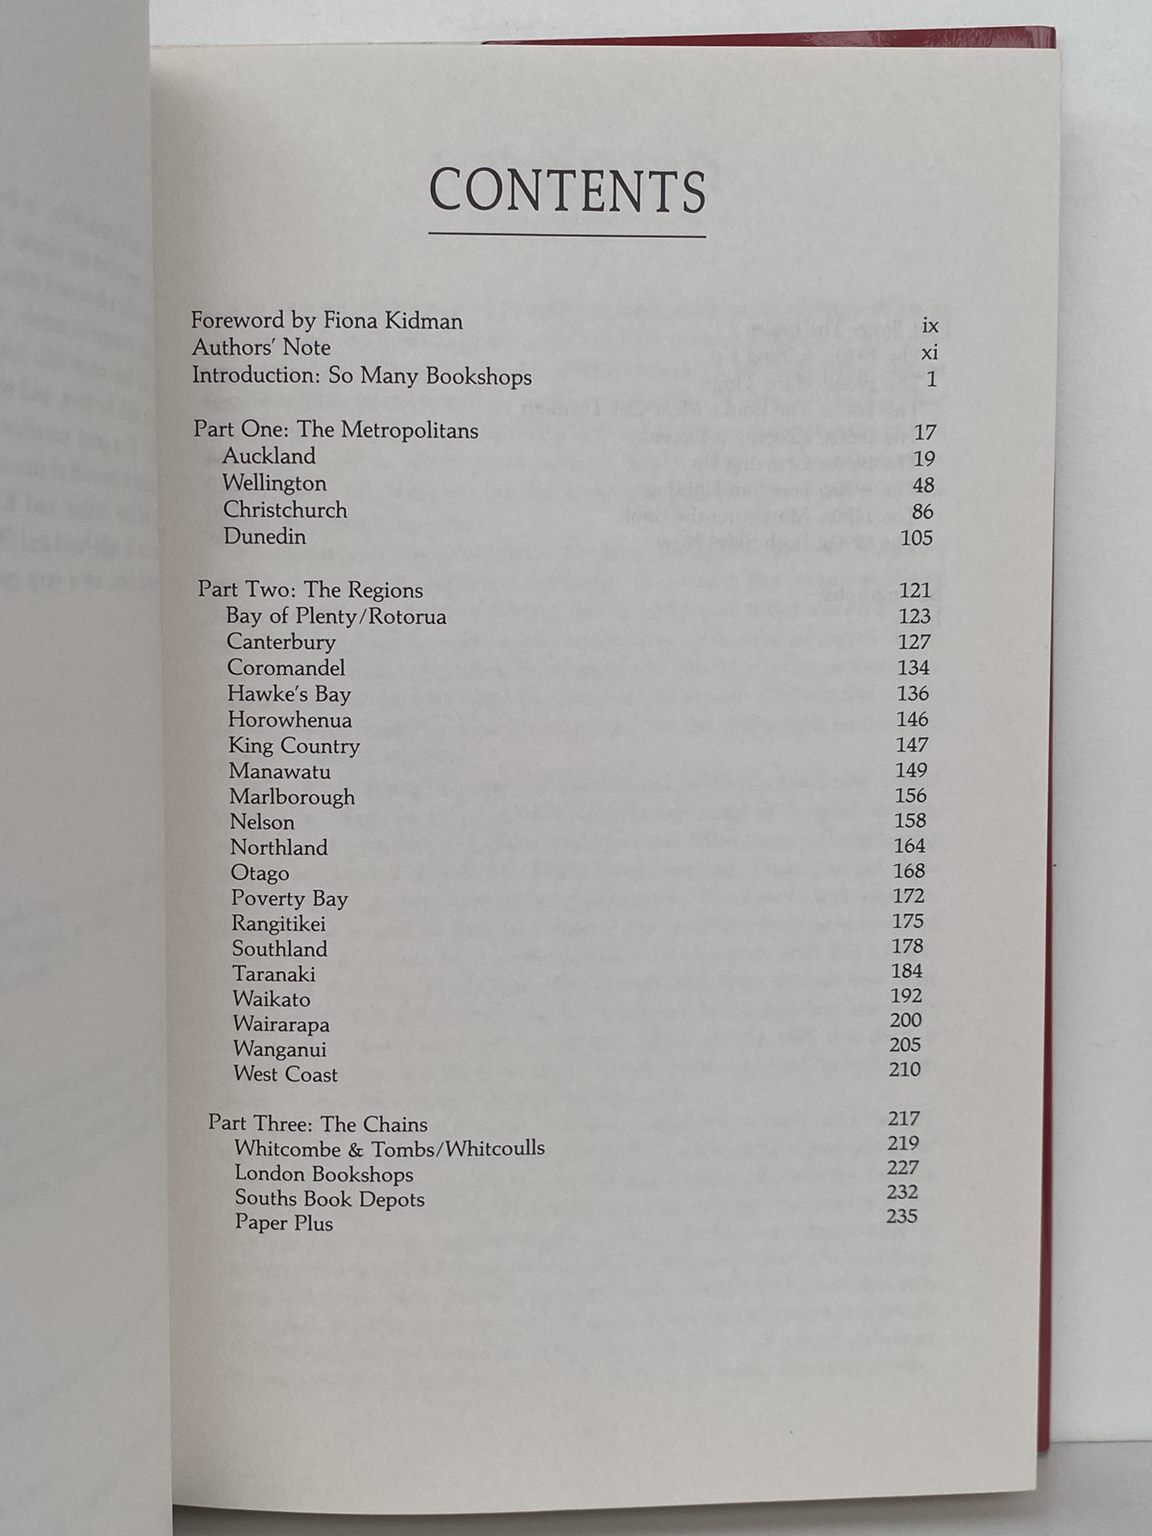 CONTENTS
Foreword by Fiona Kidman ix
Authors' Note xi
Introduction: So Many Bookshops 1
Part One: The Metropolitans 17
Auckland 19
Wellington 48
Christchurch 86
Dunedin 105
Part Two: The Regions 121
Bay of Plenty/Rotorua 123
Canterbury 127
Coromandel 134
Hawke's Bay 136
Horowhenua 146
King Country 147
Manawatu 149
Marlborough 156
Nelson 158
Northland 164
Otago 168
Poverty Bay 172
Rangitikei 175
Southland 178
Taranaki 184
Waikato 192
Wairarapa 200
Wanganui 205
West Coast 210
Part Three: The Chains 217
Whitcombe & Tombs/Whitcoulls 219
London Bookshops 227
Souths Book Depots 232
Paper Plus 235